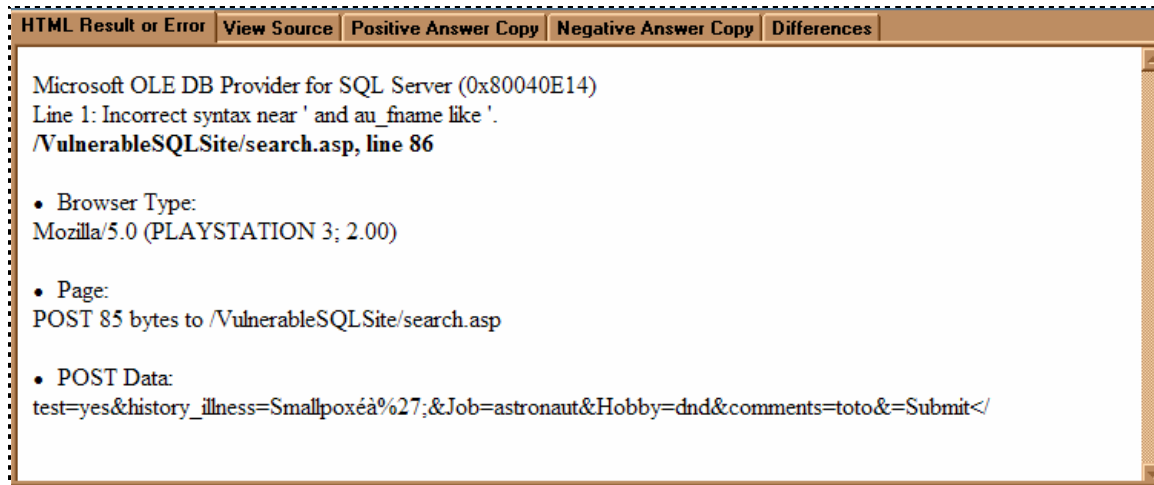 HTML Result or Error View Source Positive Answer Copy Negative Answer Copy Differences
Microsoft OLE DB Provider for SQL Server (0x80040E14)
Line 1: Incorrect syntax near ' and au_fname like '.
/VulnerableSQLSite/search.asp, line 86
• Browser Type:
Mozilla/5.0 (PLAYSTATION 3; 2.00)
• Page:
POST 85 bytes to /VulnerableSQLSite/search.asp
• POST Data:
test=yes&history_illness=Smallpoxéà%27;&Job=astronaut&Hobby=dnd&comments=toto&=Submit</